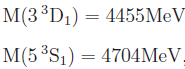 M(3 ³D₁) = 4455MeV
M(5 ³S₁) = 4704MeV,